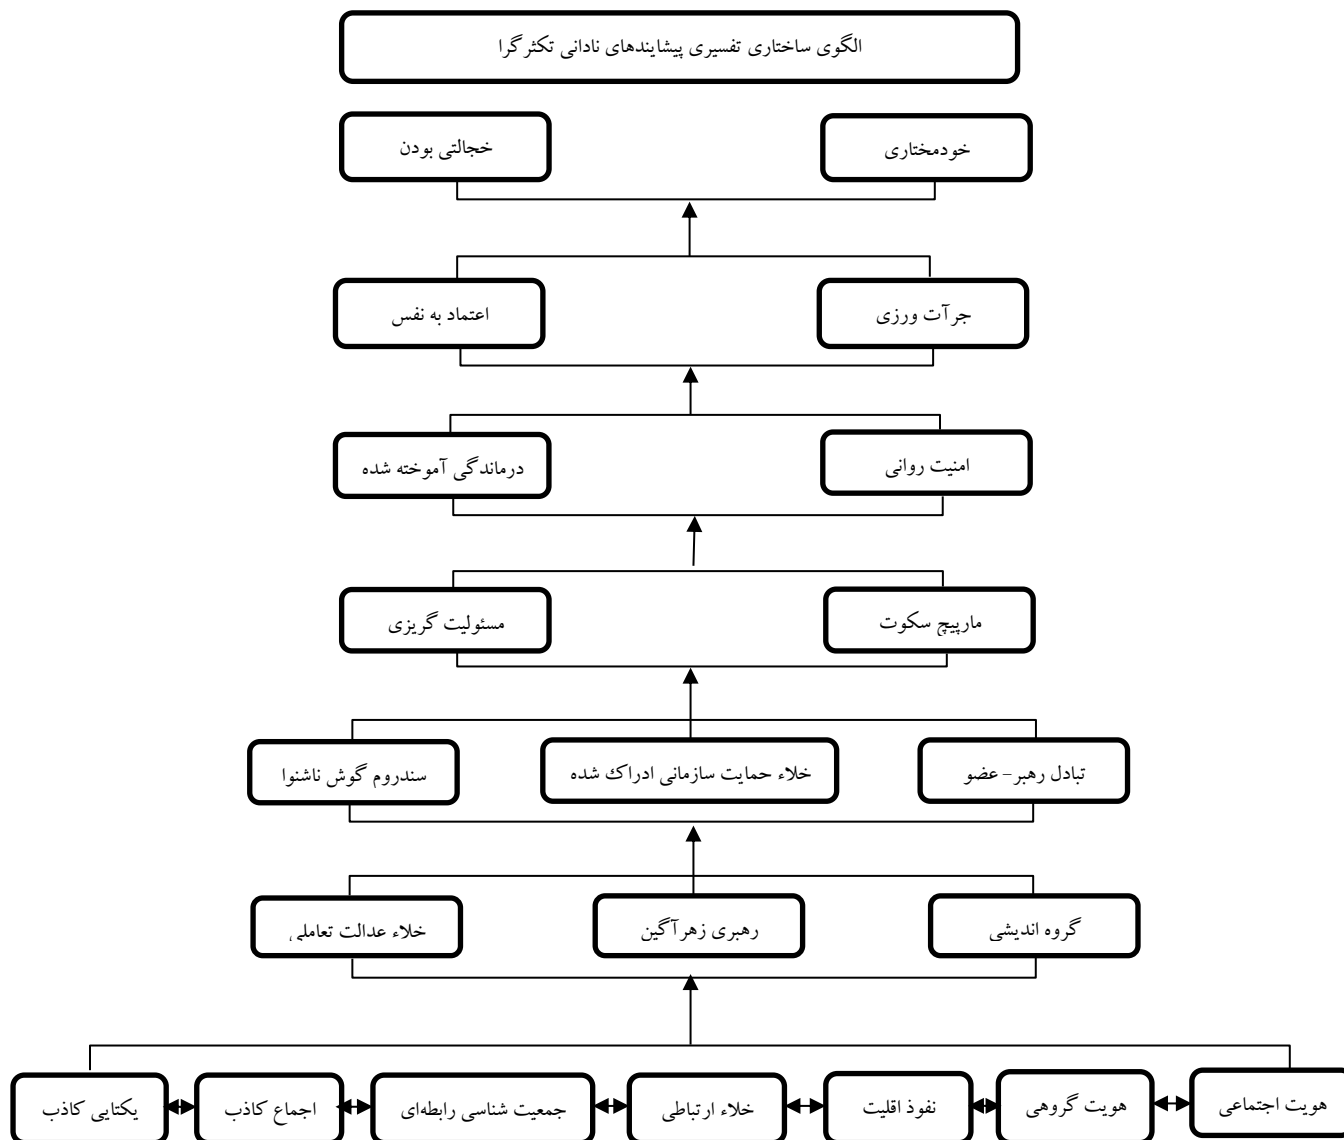 الگوی ساختاری تفسیری پیشایندهای نادانی تکثرگرا
خودمختاری
خجالتی بودن
جرآت ورزی
اعتماد به نفس
امنیت روانی
درماندگی آموخته شده
مارپیچ سکوت
مسئولیت گریزی
تبادل رهبر- عضو
خلاء حمایت سازمانی ادراک شده
سندروم گوش ناشنوا
گروه اندیشی
رهبری زهرآگین
خلاء عدالت تعاملی
هویت اجتماعی
هویت گروهی
نفوذ اقلیت
خلاء ارتباطی
جمعیت شناسی رابطه‌ای
اجماع کاذب
یکتایی کاذب